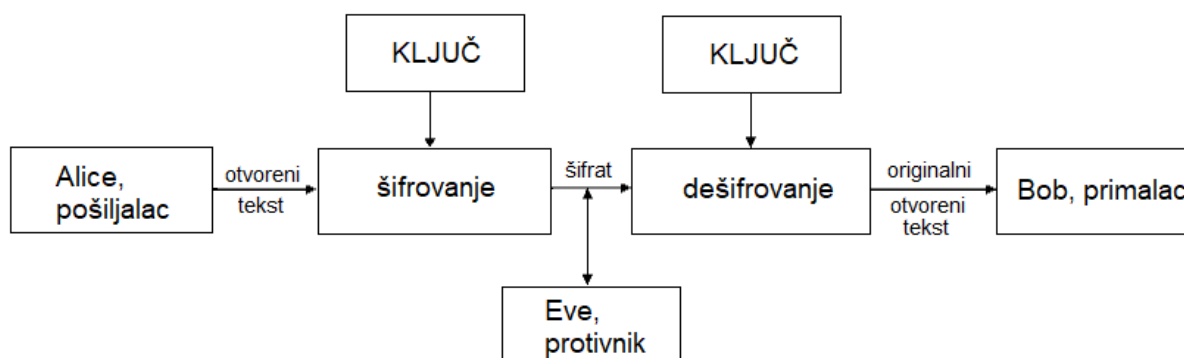 KLJUČ
KLJUČ
Alice,
pošiljalac
otvoreni
tekst
šifrovanje
šifrat
dešifrovanje
originalni
otvoreni
tekst
Bob, primalac
Eve,
protivnik